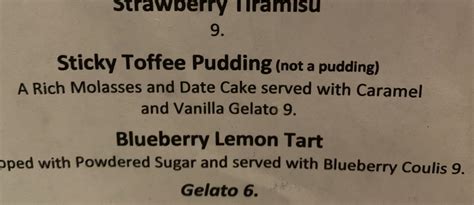 Strawberry Tiramisu
9.
Sticky Toffee Pudding (not a pudding)
A Rich Molasses and Date Cake served with Caramel
and Vanilla Gelato 9.
Blueberry Lemon Tart
pped with Powdered Sugar and served with Blueberry Coulis 9.
Gelato 6.